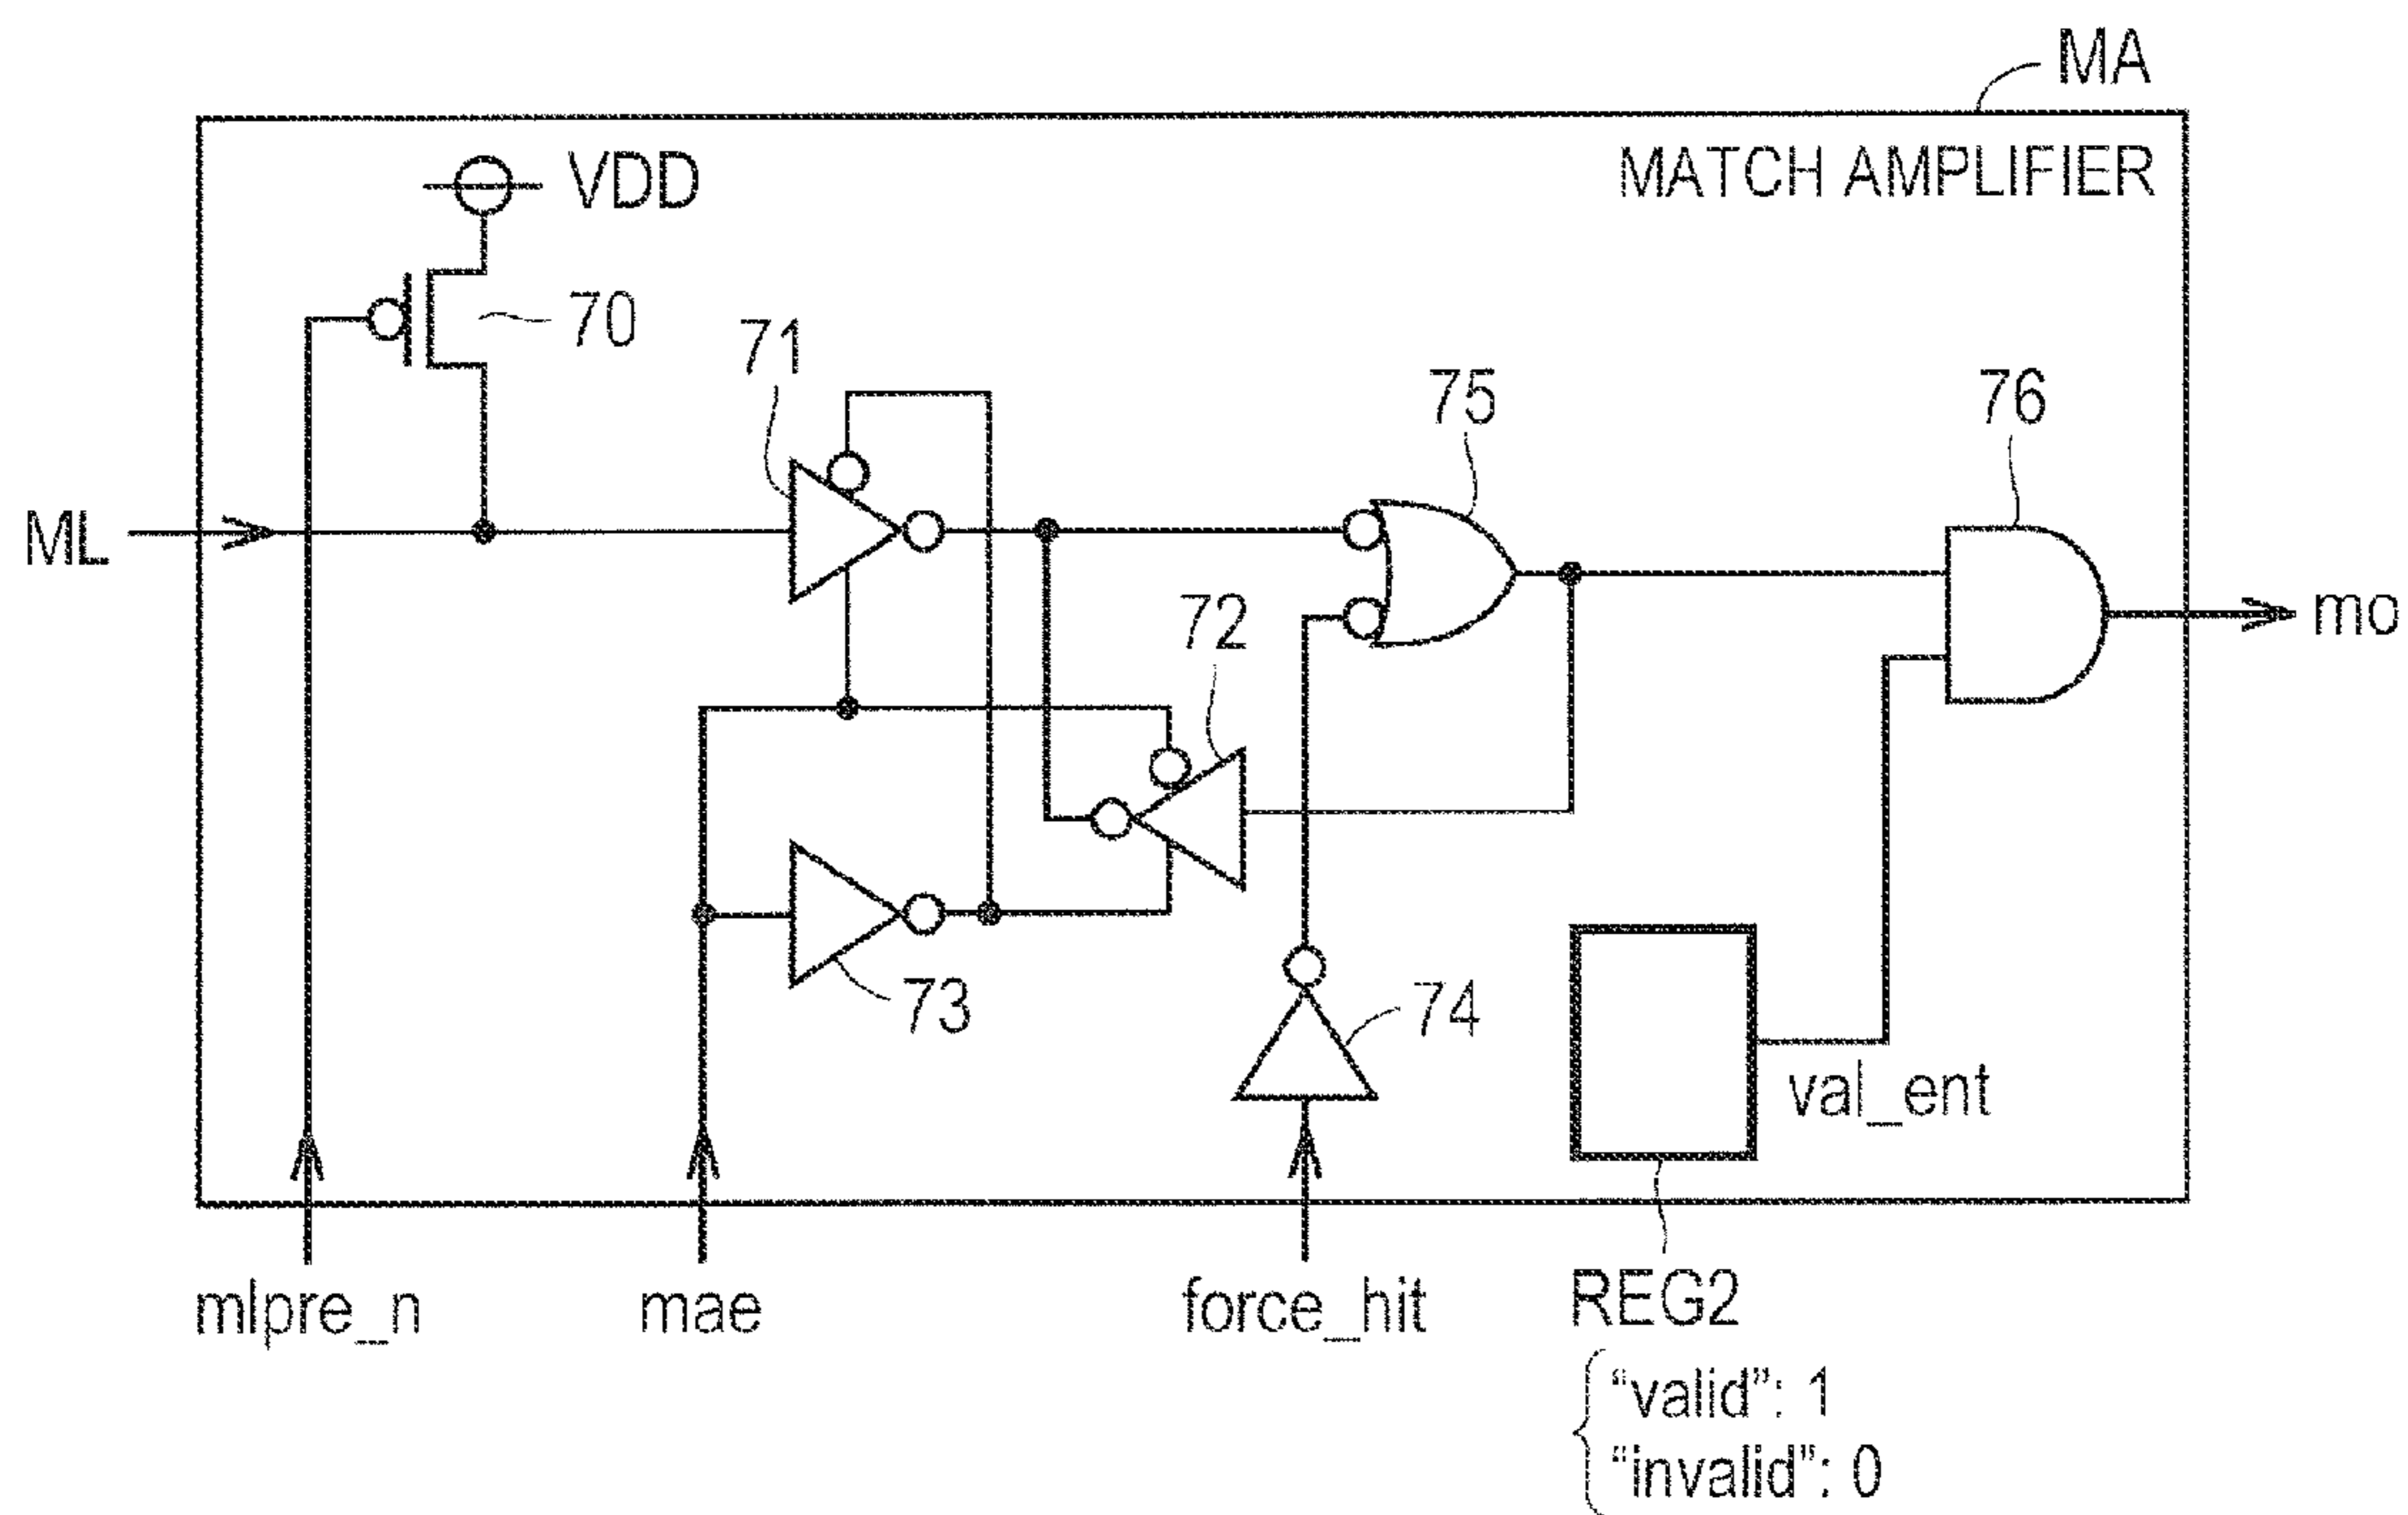 MA
MATCH AMPLIFIER
VDD
70
71
75
76
ML
72
mo
73
74
val_ent
mlpre_n
mae
force_hit
REG2
“valid”: 1
“invalid”: 0